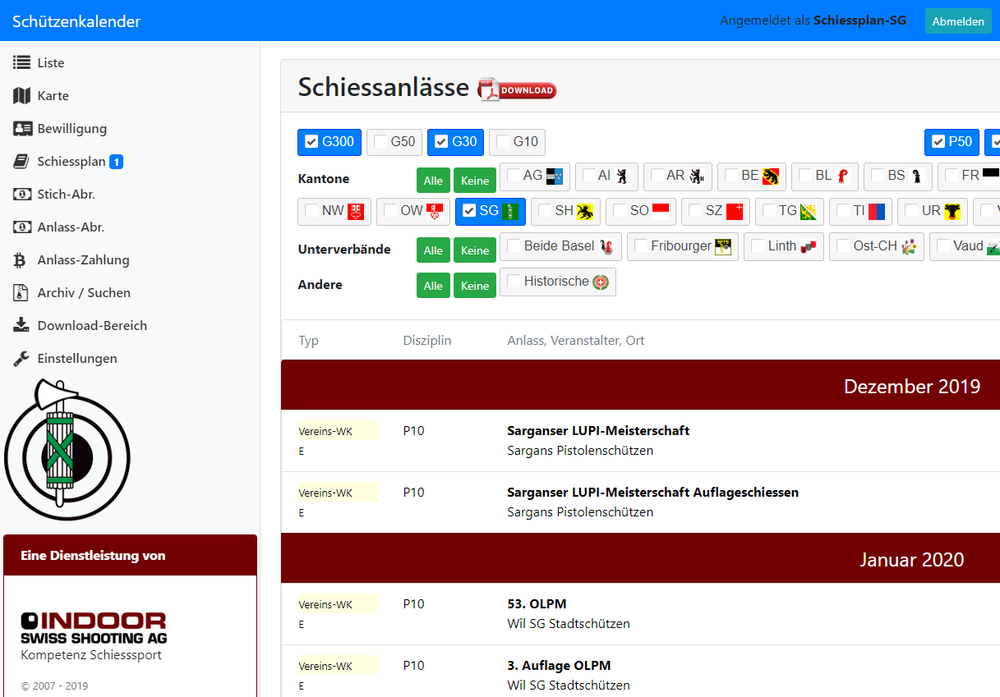 Schützenkalender
Angemeldet als Schiessplan-SG
Abmelden
Liste
Karte
Bewilligung
Schiessplan 1
Stich-Abr.
Anlass-Abr.
Anlass-Zahlung
Archiv / Suchen
Download-Bereich
Einstellungen
Eine Dienstleistung von
INDOOR
SWISS SHOOTING AG
Kompetenz Schiesssport
© 2007 - 2019
Schiessanlässe
PDF DOWNLOAD
G300 G50 G30 G10 P50
Kantone Alle Keine AG AI AR BE BL BS FR
NW OW SG SH SO SZ TG TI UR
Unterverbände Alle Keine Beide Basel Fribourger Linth Ost-CH Vaud
Andere Alle Keine Historische
Typ Disziplin Anlass, Veranstalter, Ort
Dezember 2019
Vereins-WK P10 Sarganser LUPI-Meisterschaft
E Sargans Pistolenschützen
Vereins-WK P10 Sarganser LUPI-Meisterschaft Auflageschiessen
E Sargans Pistolenschützen
Januar 2020
Vereins-WK P10 53. OLPM
E Wil SG Stadtschützen
Vereins-WK P10 3. Auflage OLPM
E Wil SG Stadtschützen